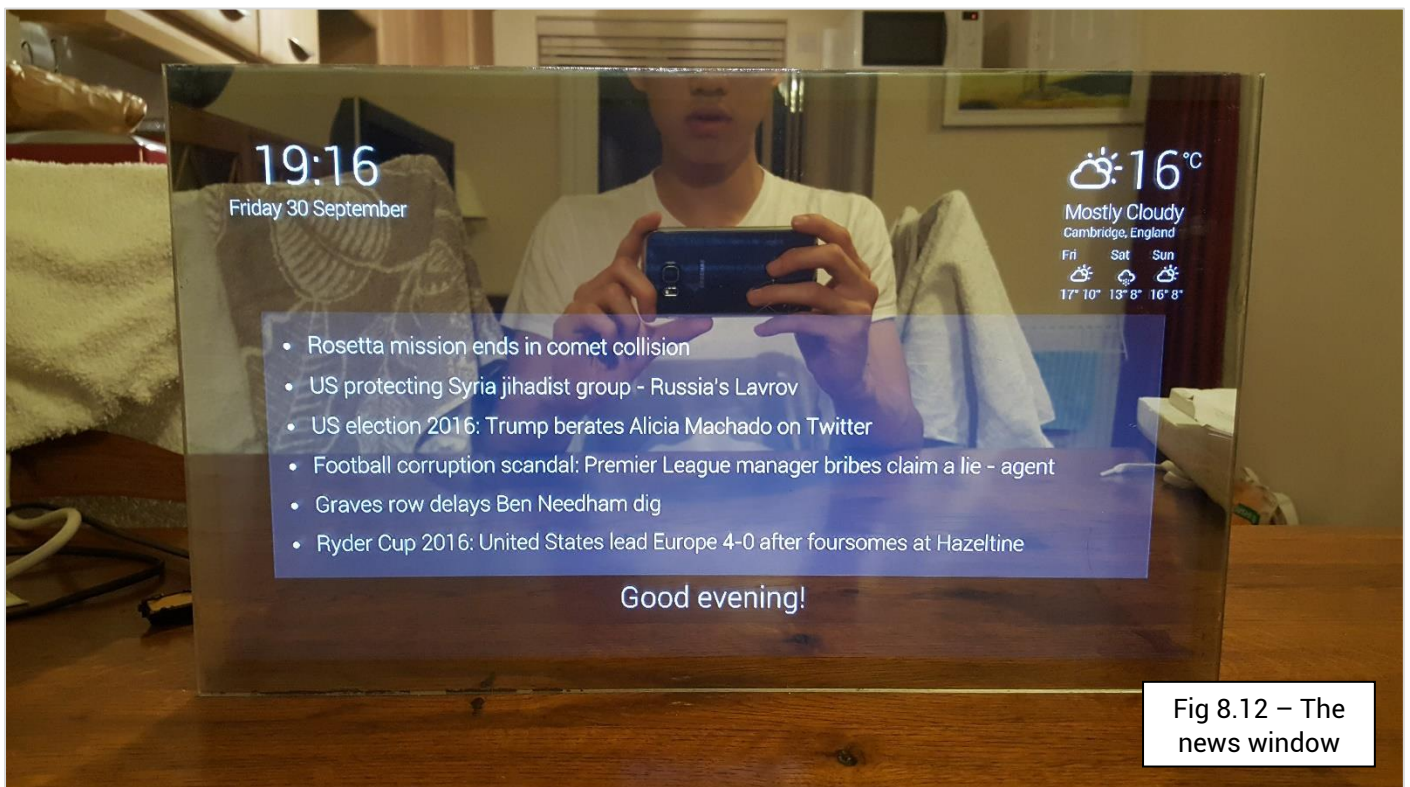 19:16
Friday 30 September
16°C
Mostly Cloudy
Cambridge, England
Fri Sat Sun
17° 10° 13° 8° 16° 8°
• Rosetta mission ends in comet collision
• US protecting Syria jihadist group - Russia's Lavrov
• US election 2016: Trump berates Alicia Machado on Twitter
• Football corruption scandal: Premier League manager bribes claim a lie - agent
• Graves row delays Ben Needham dig
• Ryder Cup 2016: United States lead Europe 4-0 after foursomes at Hazeltine
Good evening!
Fig 8.12 – The
news window